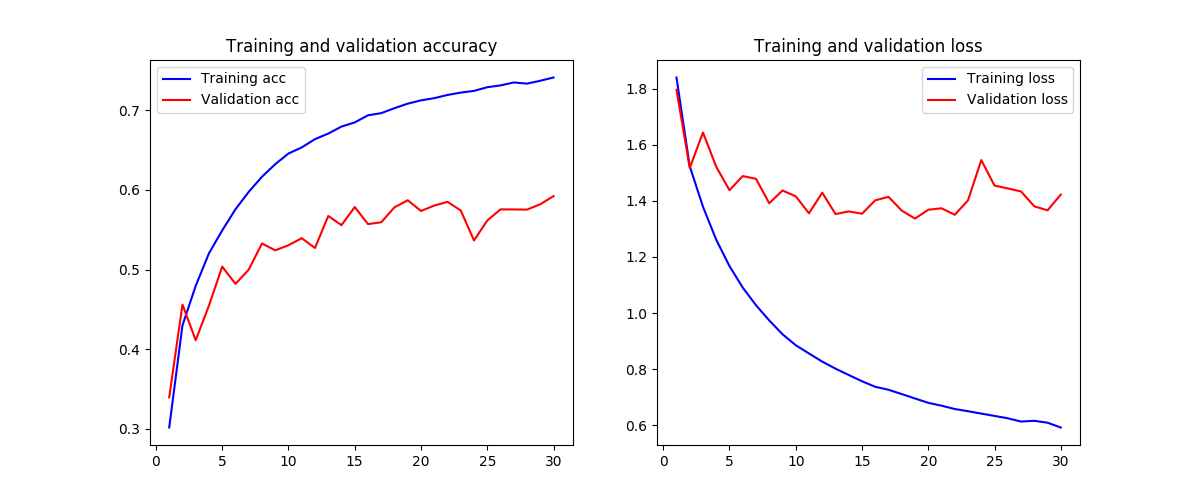 Training and validation accuracy
Training acc
Validation acc
0.7
0.6
0.5
0.4
0.3
0 5 10 15 20 25 30
Training and validation loss
Training loss
Validation loss
1.8
1.6
1.4
1.2
1.0
0.8
0.6
0 5 10 15 20 25 30